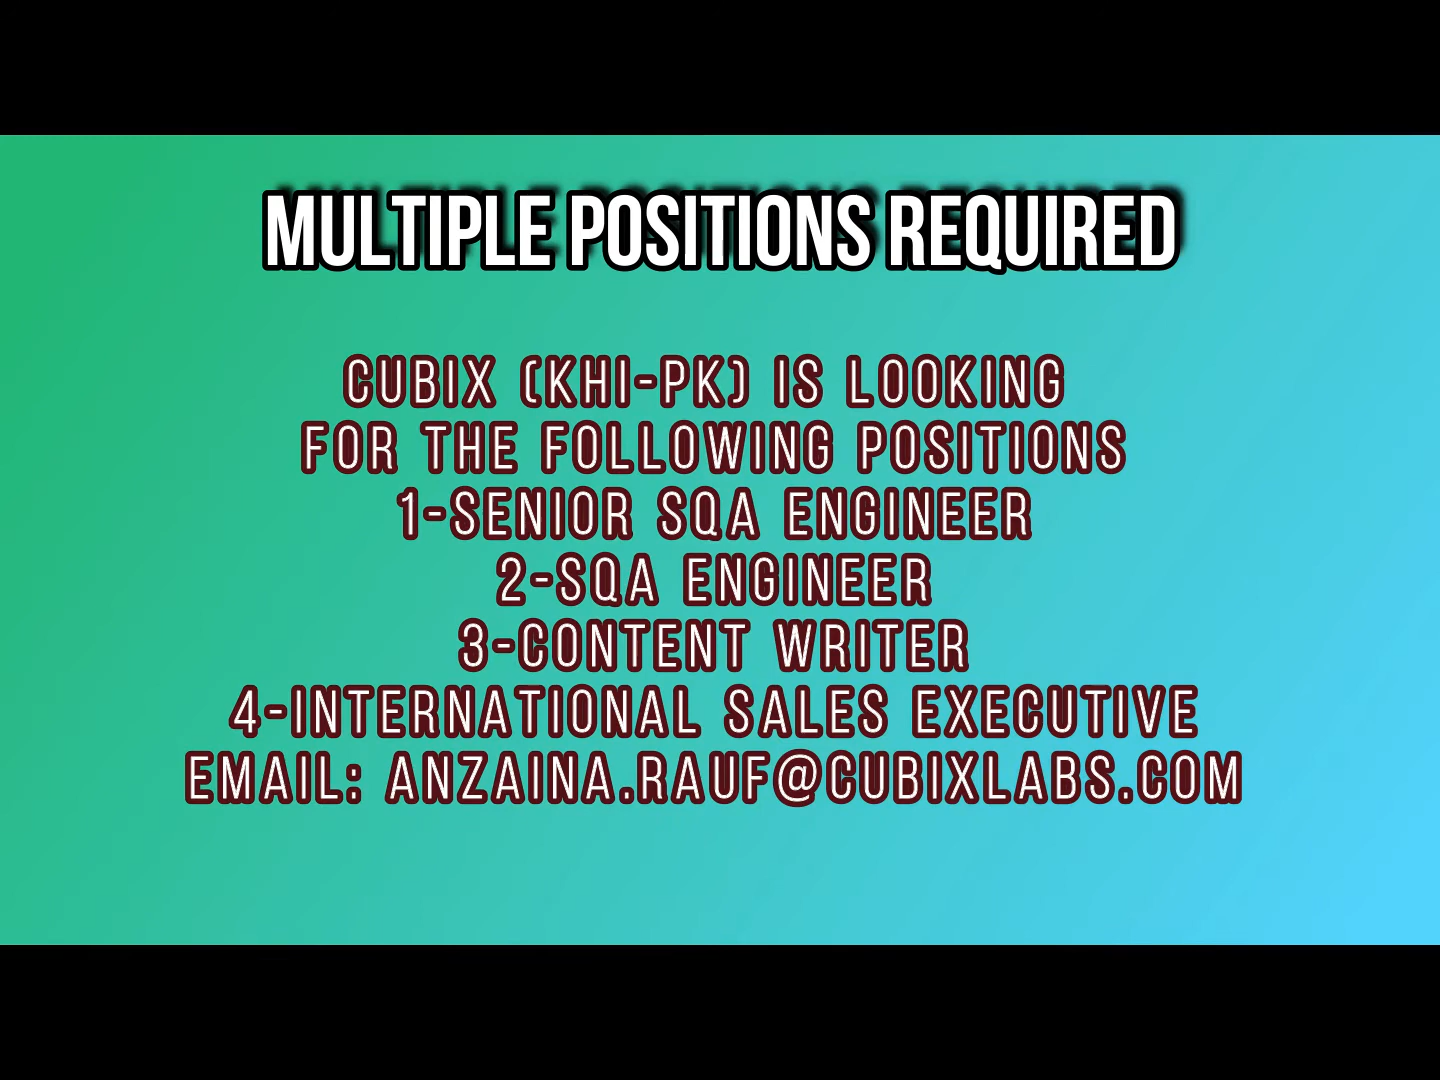 MULTIPLE POSITIONS REQUIRED
CUBIX (KHI-PK) IS LOOKING
FOR THE FOLLOWING POSITIONS
1-SENIOR SQA ENGINEER
2-SQA ENGINEER
3-CONTENT WRITER
4-INTERNATIONAL SALES EXECUTIVE
EMAIL: ANZAINA.RAUF@CUBIXLABS.COM